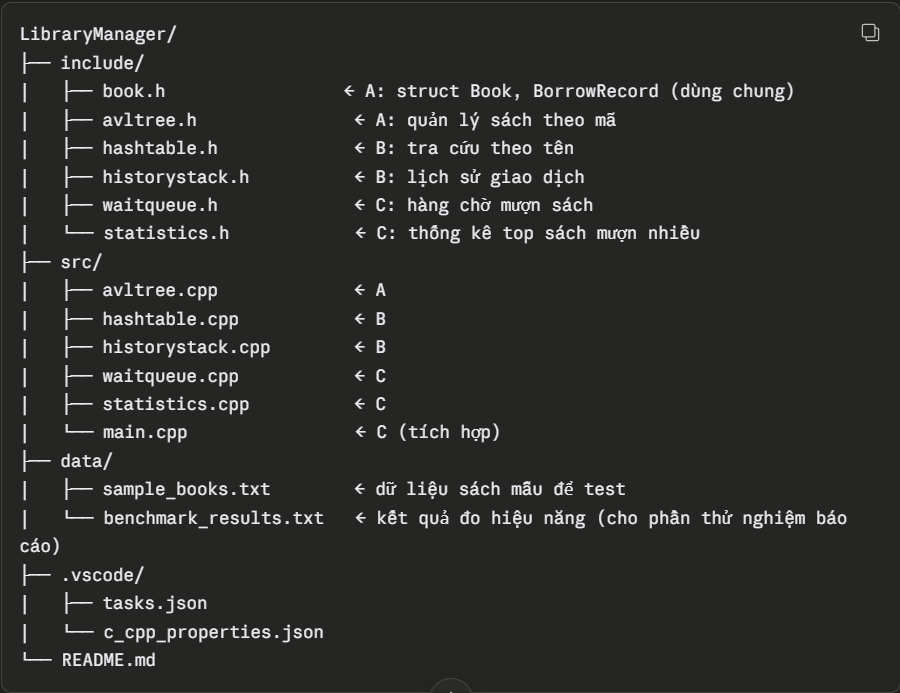 LibraryManager/
├── include/
│   ├── book.h                 ← A: struct Book, BorrowRecord (dùng chung)
│   ├── avltree.h               ← A: quản lý sách theo mã
│   ├── hashtable.h             ← B: tra cứu theo tên
│   ├── historystack.h          ← B: lịch sử giao dịch
│   ├── waitqueue.h             ← C: hàng chờ mượn sách
│   └── statistics.h            ← C: thống kê top sách mượn nhiều
├── src/
│   ├── avltree.cpp             ← A
│   ├── hashtable.cpp           ← B
│   ├── historystack.cpp        ← B
│   ├── waitqueue.cpp           ← C
│   ├── statistics.cpp          ← C
│   └── main.cpp                ← C (tích hợp)
├── data/
│   ├── sample_books.txt        ← dữ liệu sách mẫu để test
│   └── benchmark_results.txt   ← kết quả đo hiệu năng (cho phần thử nghiệm báo
cáo)
├── .vscode/
│   ├── tasks.json
│   └── c_cpp_properties.json
└── README.md